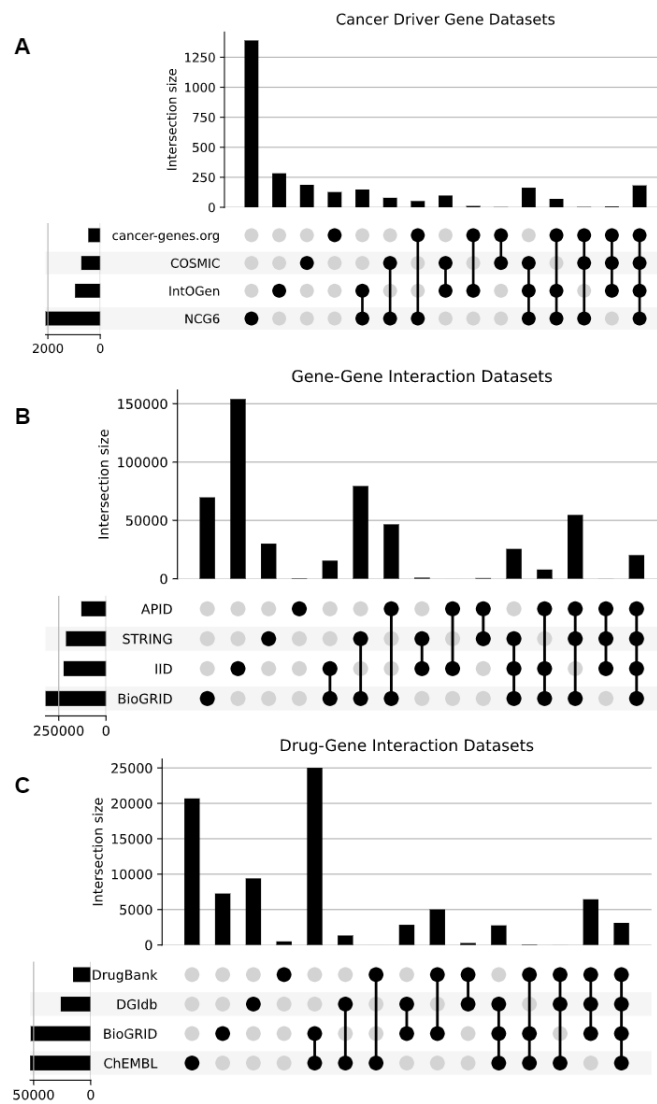 Cancer Driver Gene Datasets
A
Intersection size
1250
1000
750
500
250
0
cancer-genes.org
COSMIC
IntOGen
NCG6
2000 0
Gene-Gene Interaction Datasets
B
Intersection size
150000
100000
50000
0
APID
STRING
IID
BioGRID
250000 0
Drug-Gene Interaction Datasets
C
Intersection size
25000
20000
15000
10000
5000
0
DrugBank
DGIdb
BioGRID
ChEMBL
50000 0